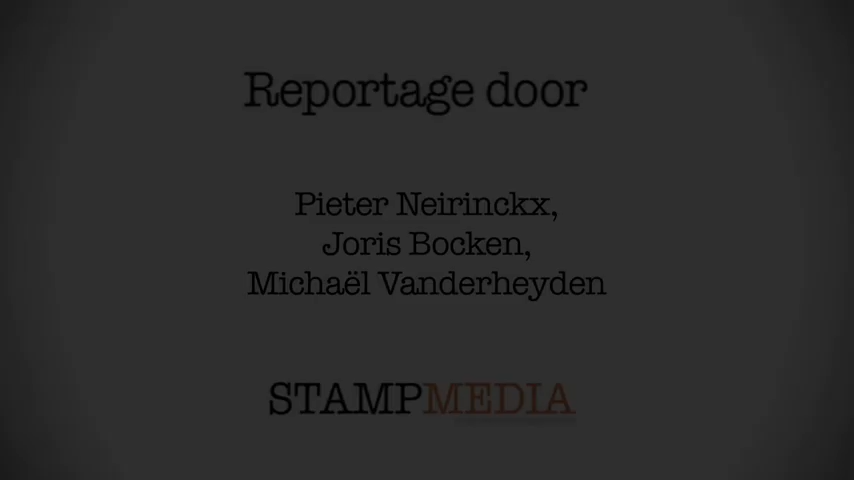 Reportage door
Pieter Neirinckx,
Joris Bocken,
Michaël Vanderheyden
STAMPMEDIA